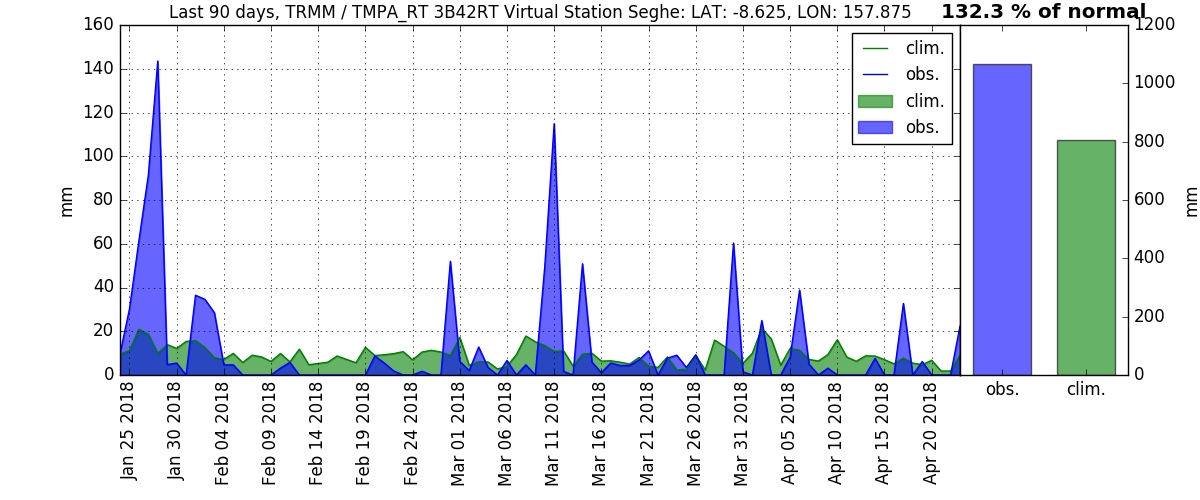 Last 90 days, TRMM / TMPA_RT 3B42RT Virtual Station Seghe: LAT: -8.625, LON: 157.875
132.3 % of normal
160
140
120
100
80
60
40
20
0
mm
clim.
obs.
clim.
obs.
Jan 25 2018
Jan 30 2018
Feb 04 2018
Feb 09 2018
Feb 14 2018
Feb 19 2018
Feb 24 2018
Mar 01 2018
Mar 06 2018
Mar 11 2018
Mar 16 2018
Mar 21 2018
Mar 26 2018
Mar 31 2018
Apr 05 2018
Apr 10 2018
Apr 15 2018
Apr 20 2018
1200
1000
800
600
400
200
0
mm
obs.
clim.